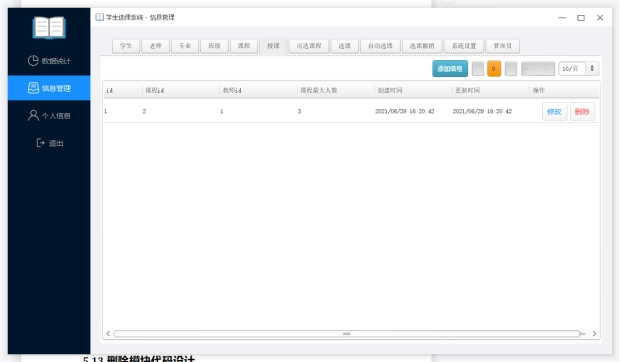 学生选课系统 - 信息管理
数据统计
信息管理
个人信息
退出
学生 老师 专业 班级 课程 授课 可选课程 选课 自动选课 选课撤销 系统设置 管理员
添加信息 0 10/页
id 课程id 教师id 课程最大人数 创建时间 更新时间 操作
1 2 1 3 2021/06/29 16:20:42 2021/06/29 16:20:42 修改 删除
5.13 删除模块代码设计